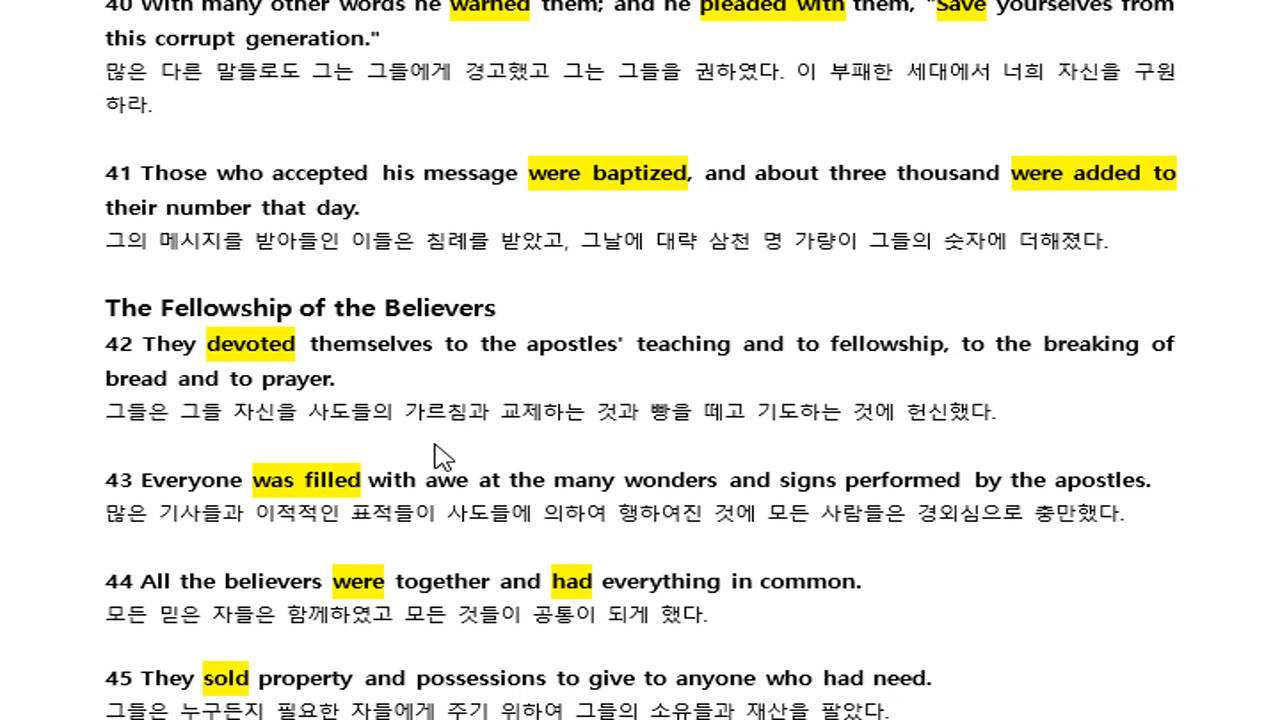 40 With many other words he warned them; and he pleaded with them, "Save yourselves from
this corrupt generation."
많은 다른 말들로도 그는 그들에게 경고했고 그는 그들을 권하였다. 이 부패한 세대에서 너희 자신을 구원
하라.
41 Those who accepted his message were baptized, and about three thousand were added to
their number that day.
그의 메시지를 받아들인 이들은 침례를 받았고, 그날에 대략 삼천 명 가량이 그들의 숫자에 더해졌다.
The Fellowship of the Believers
42 They devoted themselves to the apostles' teaching and to fellowship, to the breaking of
bread and to prayer.
그들은 그들 자신을 사도들의 가르침과 교제하는 것과 빵을 떼고 기도하는 것에 헌신했다.
43 Everyone was filled with awe at the many wonders and signs performed by the apostles.
많은 기사들과 이적적인 표적들이 사도들에 의하여 행하여진 것에 모든 사람들은 경외심으로 충만했다.
44 All the believers were together and had everything in common.
모든 믿은 자들은 함께하였고 모든 것들이 공통이 되게 했다.
45 They sold property and possessions to give to anyone who had need.
그들은 누구든지 필요한 자들에게 주기 위하여 그들의 소유들과 재산을 팔았다.